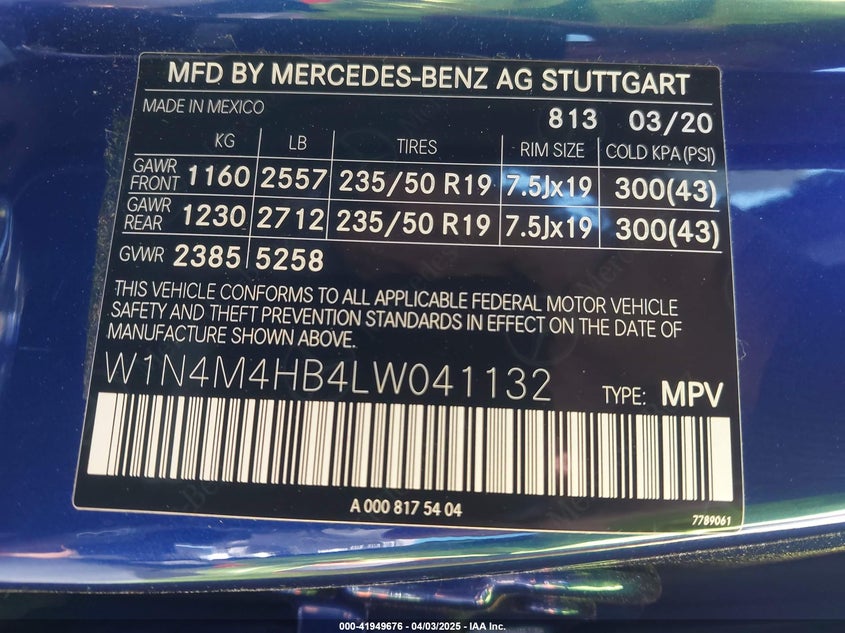 MFD BY MERCEDES-BENZ AG STUTTGART
MADE IN MEXICO 813 03/20
KG LB TIRES RIM SIZE COLD KPA (PSI)
GAWR FRONT 1160 2557 235/50 R19 7.5Jx19 300(43)
GAWR REAR 1230 2712 235/50 R19 7.5Jx19 300(43)
GVWR 2385 5258
THIS VEHICLE CONFORMS TO ALL APPLICABLE FEDERAL MOTOR VEHICLE
SAFETY AND THEFT PREVENTION STANDARDS IN EFFECT ON THE DATE OF
MANUFACTURE SHOWN ABOVE.
W1N4M4HB4LW041132 TYPE: MPV
A 000 817 54 04
7789061
000-41949676 - 04/03/2025 - IAA Inc.